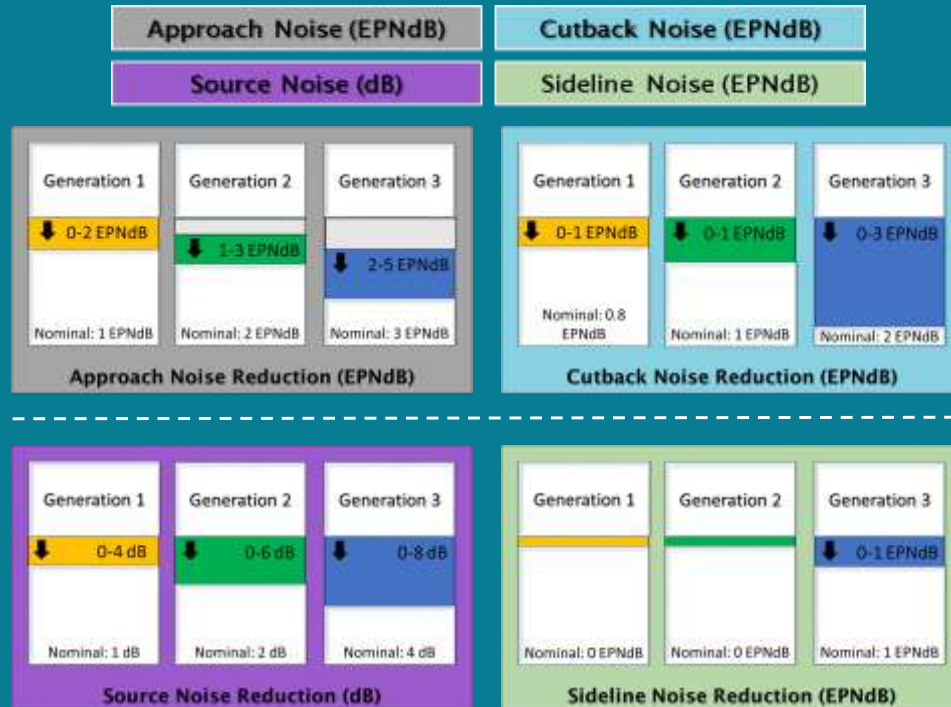 Approach Noise (EPNdB)
Cutback Noise (EPNdB)
Source Noise (dB)
Sideline Noise (EPNdB)
Generation 1
0-2 EPNdB
Nominal: 1 EPNdB
Generation 2
1-3 EPNdB
Nominal: 2 EPNdB
Generation 3
2-5 EPNdB
Nominal: 3 EPNdB
Approach Noise Reduction (EPNdB)
Generation 1
0-1 EPNdB
Nominal: 0.8
EPNdB
Generation 2
0-1 EPNdB
Nominal: 1 EPNdB
Generation 3
0-3 EPNdB
Nominal: 2 EPNdB
Cutback Noise Reduction (EPNdB)
Generation 1
0-4 dB
Nominal: 1 dB
Generation 2
0-6 dB
Nominal: 2 dB
Generation 3
0-8 dB
Nominal: 4 dB
Source Noise Reduction (dB)
Generation 1
Nominal: 0 EPNdB
Generation 2
Nominal: 0 EPNdB
Generation 3
0-1 EPNdB
Nominal: 1 EPNdB
Sideline Noise Reduction (EPNdB)